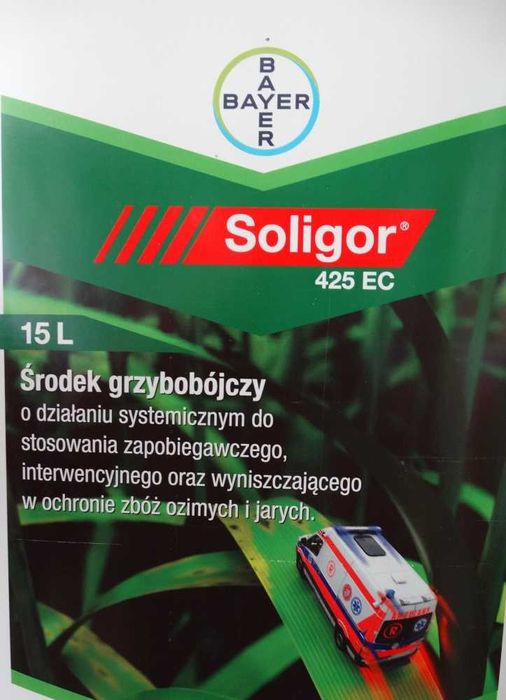 BAYER
BAYER
Soligor®
425 EC
15 L
Środek grzybobójczy
o działaniu systemicznym do
stosowania zapobiegawczego,
interwencyjnego oraz wyniszczającego
w ochronie zbóż ozimych i jarych.
R